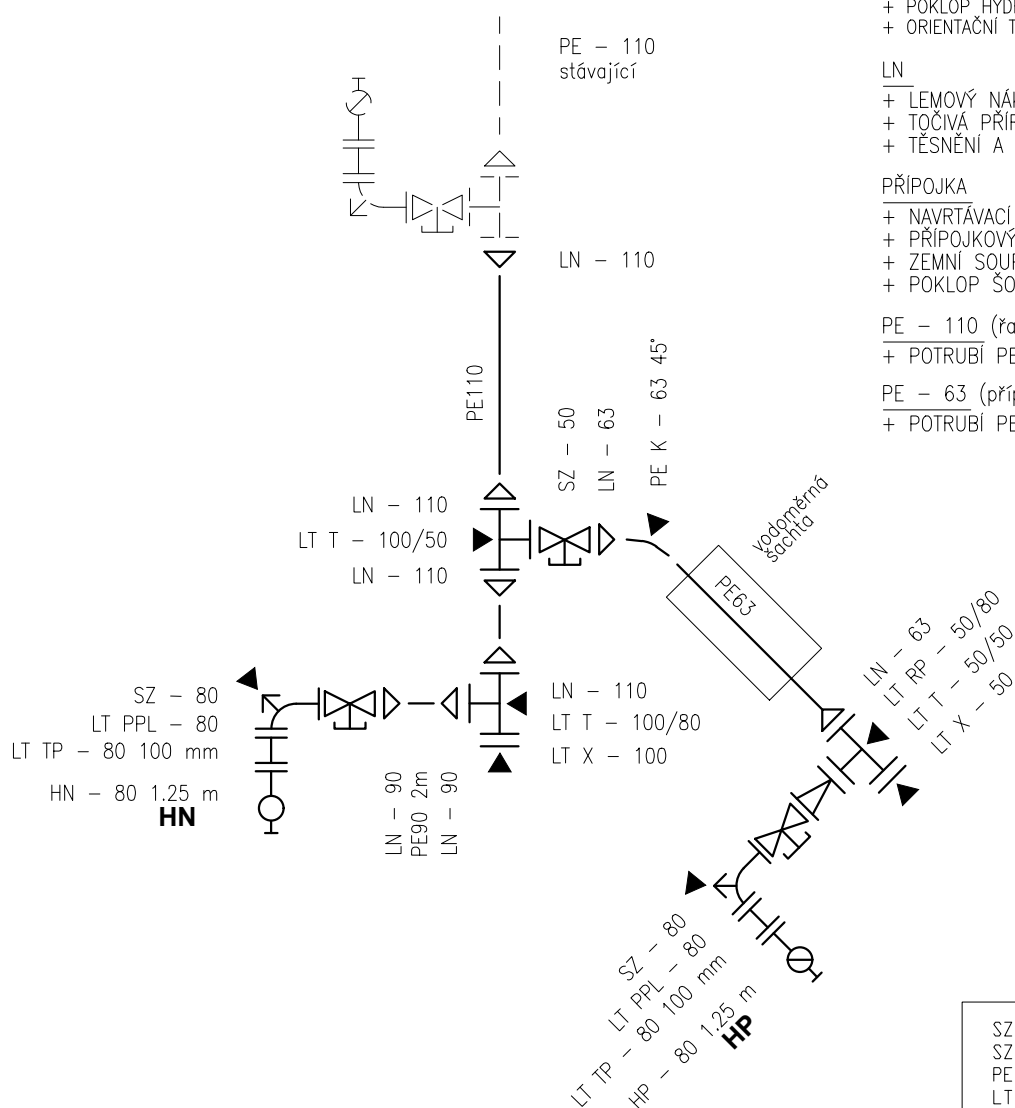 PE - 110
stávající
LN - 110
PE110
SZ - 50
LN - 63
PE K - 63 45°
LN - 110
LT T - 100/50
LN - 110
vodoměrná
šachta
PE63
LN - 63
LT RP - 50/80
LT T - 50/50
LT X - 50
SZ - 80
LT PPL - 80
LT TP - 80 100 mm
HN - 80 1.25 m
HN
LN - 90
PE90 2m
LN - 90
LN - 110
LT T - 100/80
LT X - 100
SZ - 80
LT PPL - 80
LT TP - 80 100 mm
HP - 80 1.25 m
HP
+ POKLOP
+ ORIENTAČNÍ
LN
+ LEMOVÝ
+ TOČIVÁ
+ TĚSNĚNÍ A
PŘÍPOJKA
+ NAVRTÁVACÍ
+ PŘÍPOJKOVÝ
+ ZEMNÍ
+ POKLOP
PE - 110
+ POTRUBÍ PE
PE - 63
+ POTRUBÍ PE
SZ
SZ
PE
LT